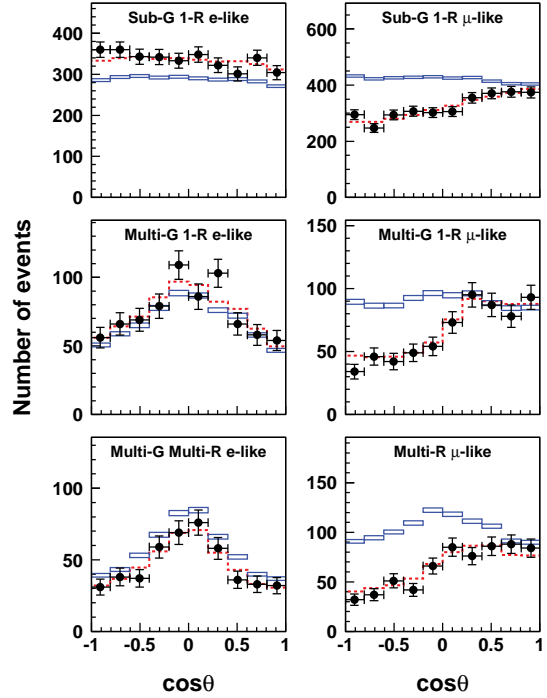 Sub-G 1-R e-like
Sub-G 1-R μ-like
400
300
200
100
0
600
400
200
0
Number of events
Multi-G 1-R e-like
Multi-G 1-R μ-like
100
50
0
150
100
50
0
Multi-G Multi-R e-like
Multi-R μ-like
100
50
0
150
100
50
0
-1 -0.5 0 0.5 1
-1 -0.5 0 0.5 1
cosθ
cosθ